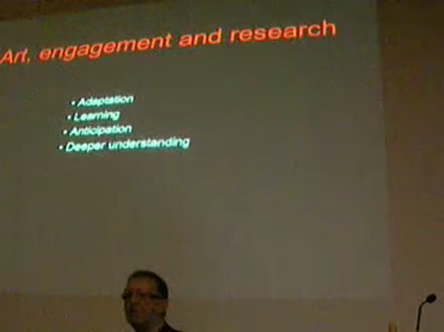 Art, engagement and research
• Adaptation
• Learning
• Anticipation
• Deeper understanding